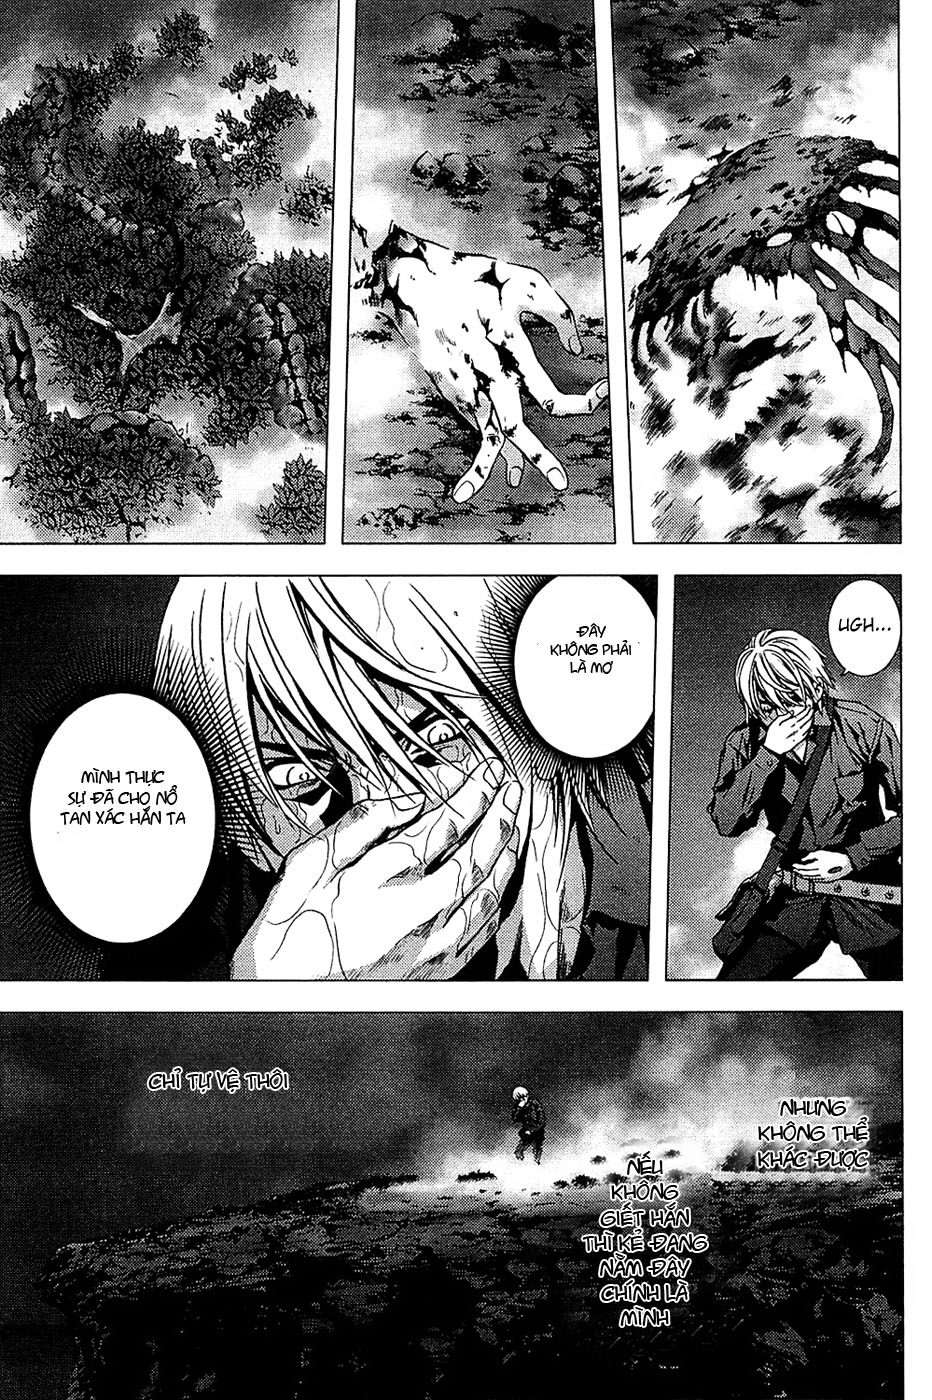 UGH...
ĐÂY
KHÔNG PHẢI
LÀ MƠ
MÌNH THỰC
SỰ ĐÃ CHO NỔ
TAN XÁC HẮN TA
NHƯNG
KHÔNG THỂ
KHÁC ĐƯỢC
NẾU
KHÔNG
GIẾT HẮN
THÌ KẺ ĐANG
NẰM ĐÂY
CHÍNH LÀ
MÌNH
CHỈ TỰ VỆ THÔI